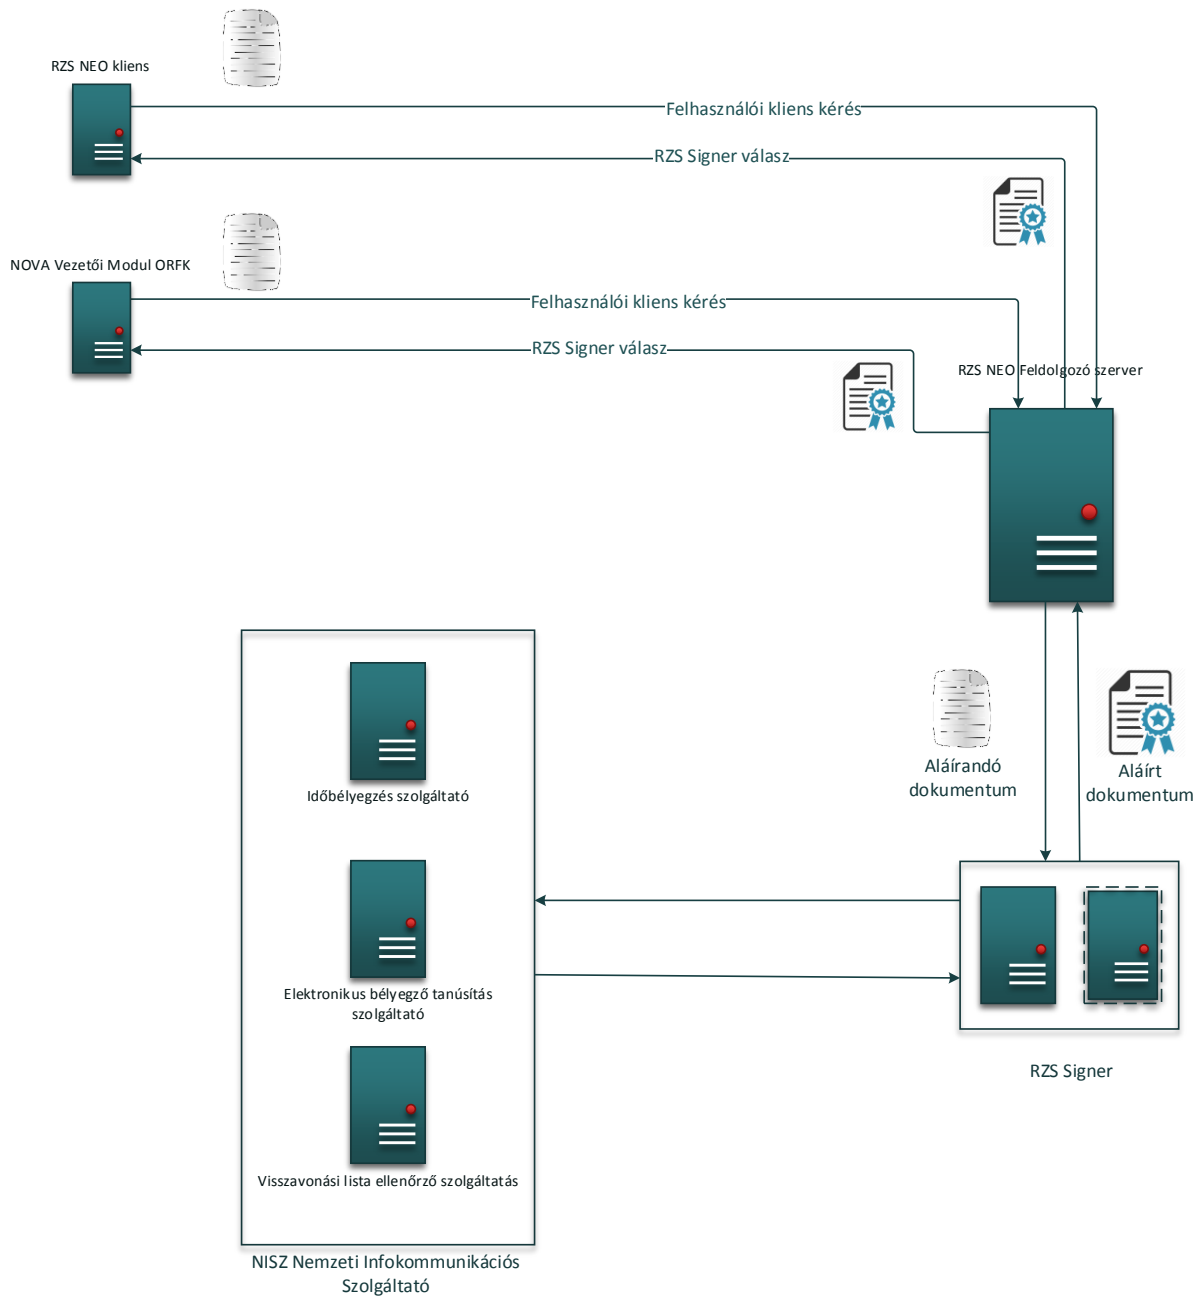 RZS NEO kliens
Felhasználói kliens kérés
RZS Signer válasz
NOVA Vezetői Modul ORFK
Felhasználói kliens kérés
RZS Signer válasz
RZS NEO Feldolgozó szerver
Aláírandó
dokumentum
Aláírt
dokumentum
Időbélyegzés szolgáltató
Elektronikus bélyegző tanúsítás
szolgáltató
RZS Signer
Visszavonási lista ellenőrző szolgáltatás
NISZ Nemzeti Infokommunikációs
Szolgáltató